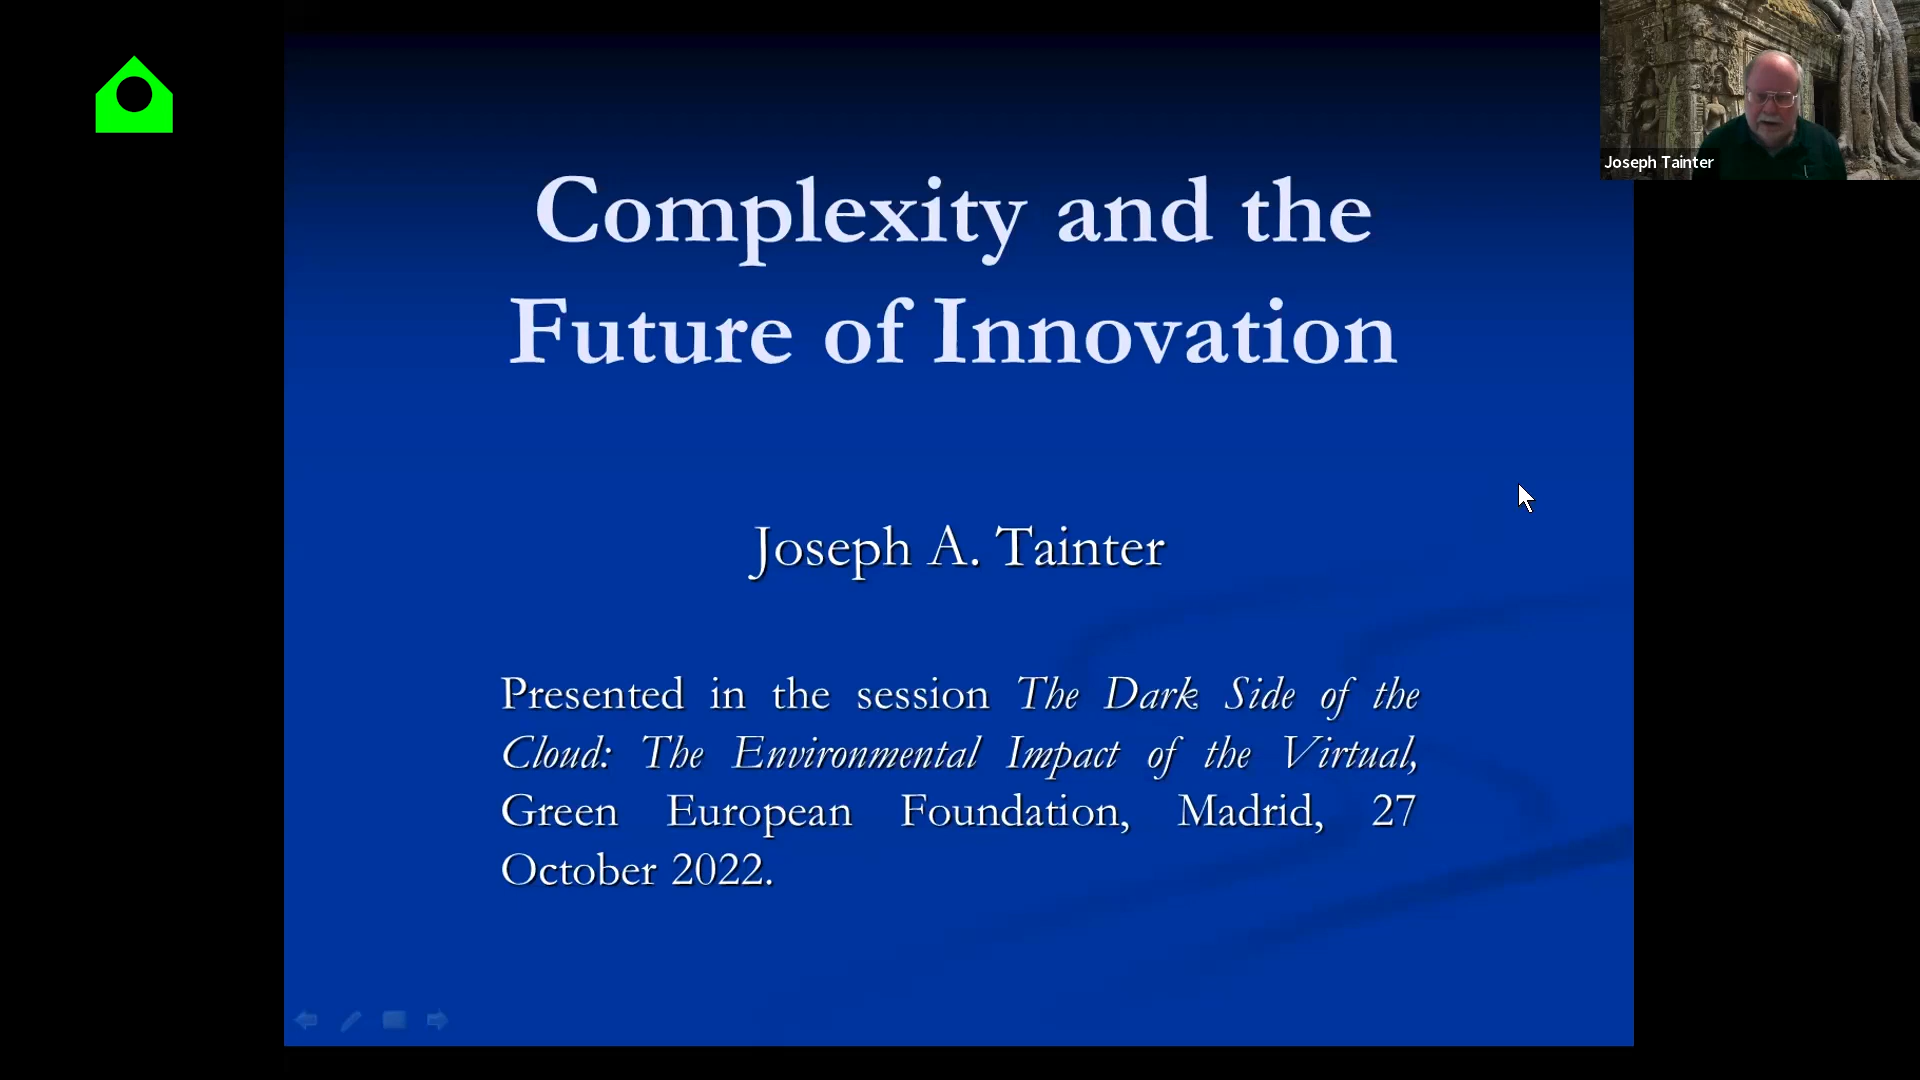 Joseph Tainter
Complexity and the
Future of Innovation
Joseph A. Tainter
Presented in the session The Dark Side of the
Cloud: The Environmental Impact of the Virtual,
Green European Foundation, Madrid, 27
October 2022.